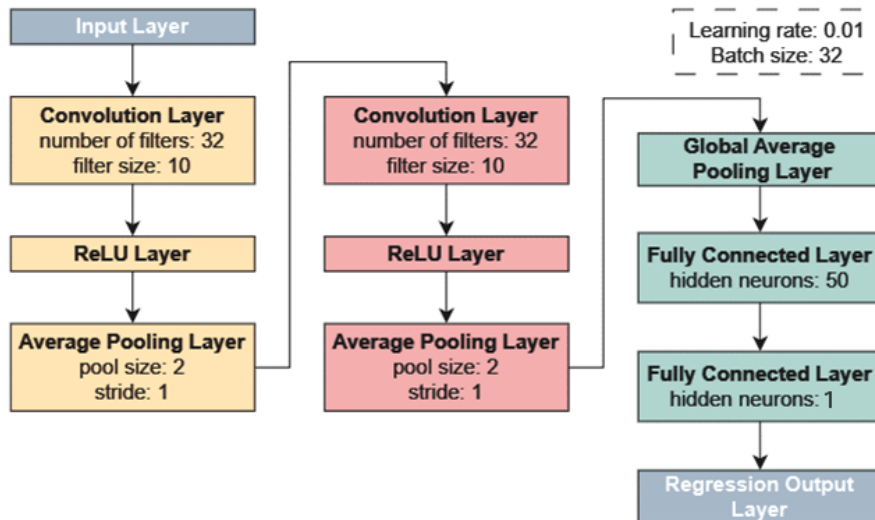 Input Layer
Convolution Layer
number of filters: 32
filter size: 10
ReLU Layer
Average Pooling Layer
pool size: 2
stride: 1
Convolution Layer
number of filters: 32
filter size: 10
ReLU Layer
Average Pooling Layer
pool size: 2
stride: 1
Learning rate: 0.01
Batch size: 32
Global Average
Pooling Layer
Fully Connected Layer
hidden neurons: 50
Fully Connected Layer
hidden neurons: 1
Regression Output
Layer